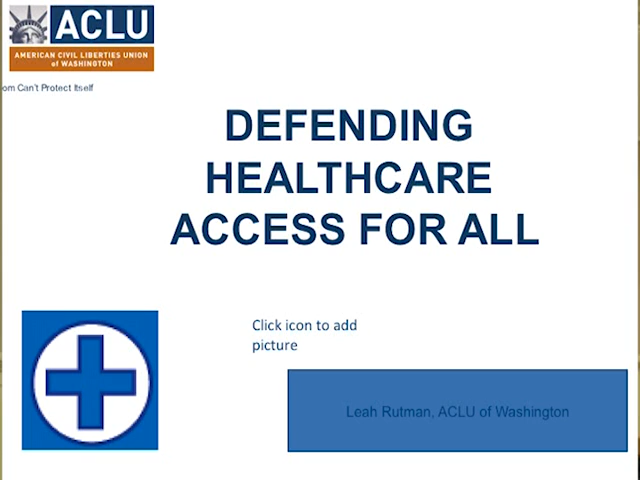 ACLU
AMERICAN CIVIL LIBERTIES UNION
of WASHINGTON
om Can't Protect Itself
DEFENDING
HEALTHCARE
ACCESS FOR ALL
Click icon to add
picture
Leah Rutman, ACLU of Washington